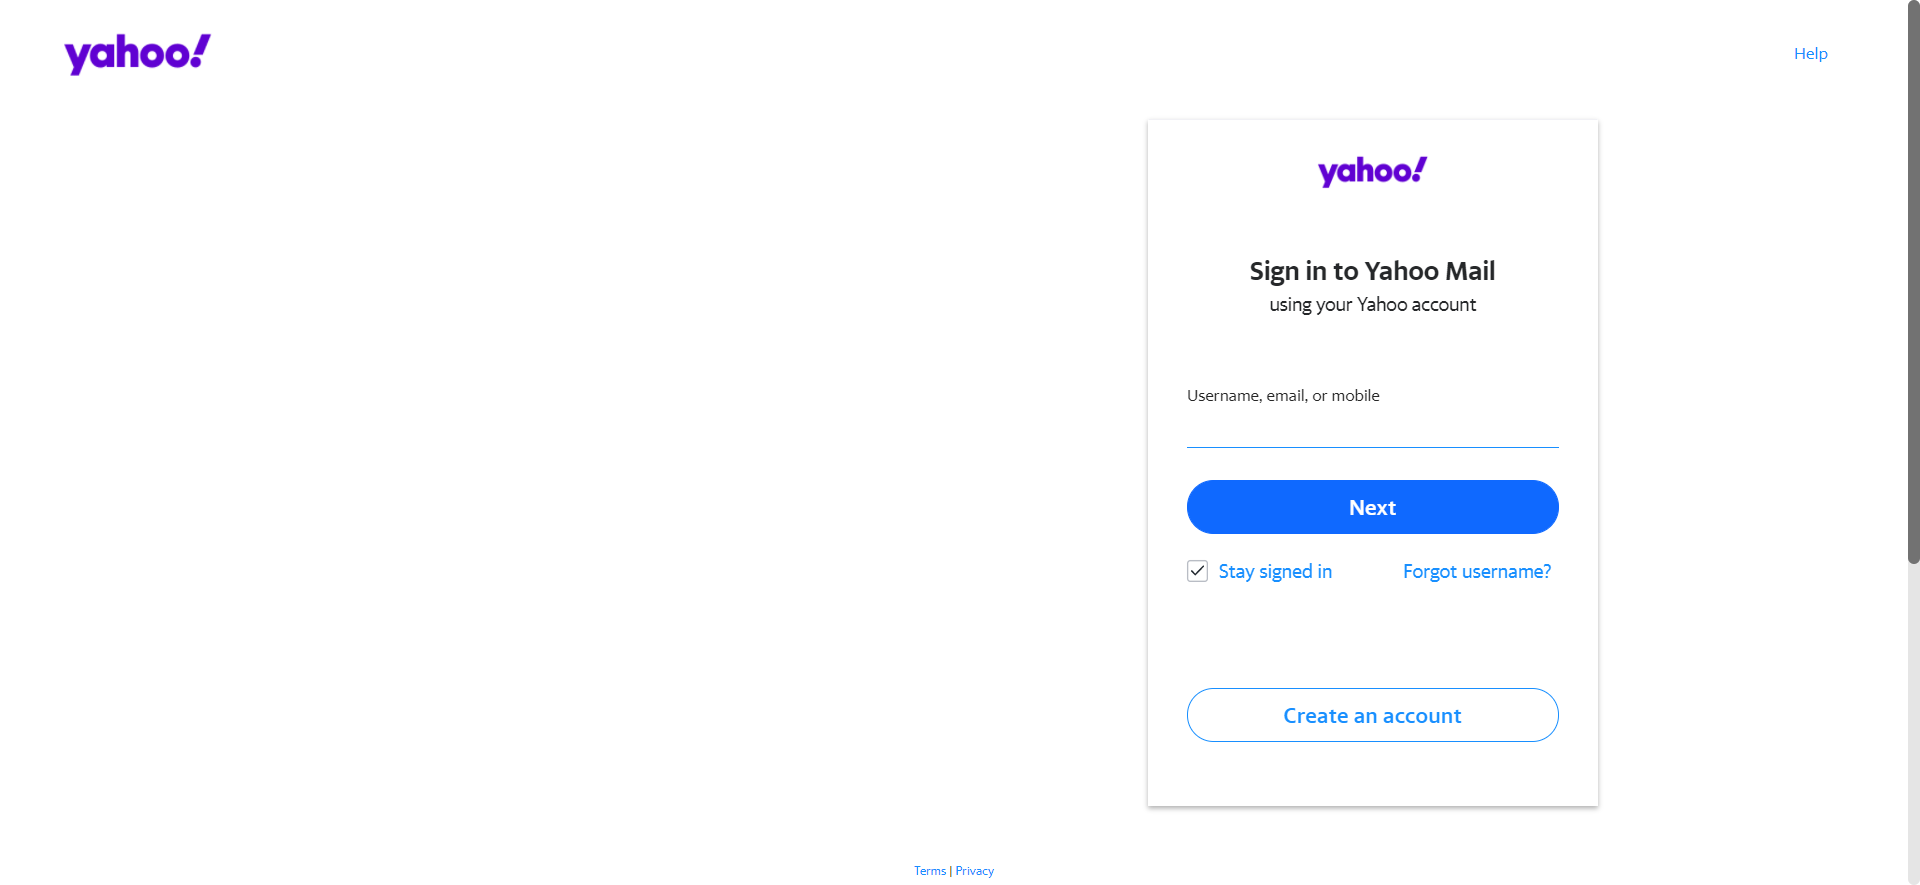 yahoo!
Help
yahoo!
Sign in to Yahoo Mail
using your Yahoo account
Username, email, or mobile
Next
Stay signed in
Forgot username?
Create an account
Terms | Privacy